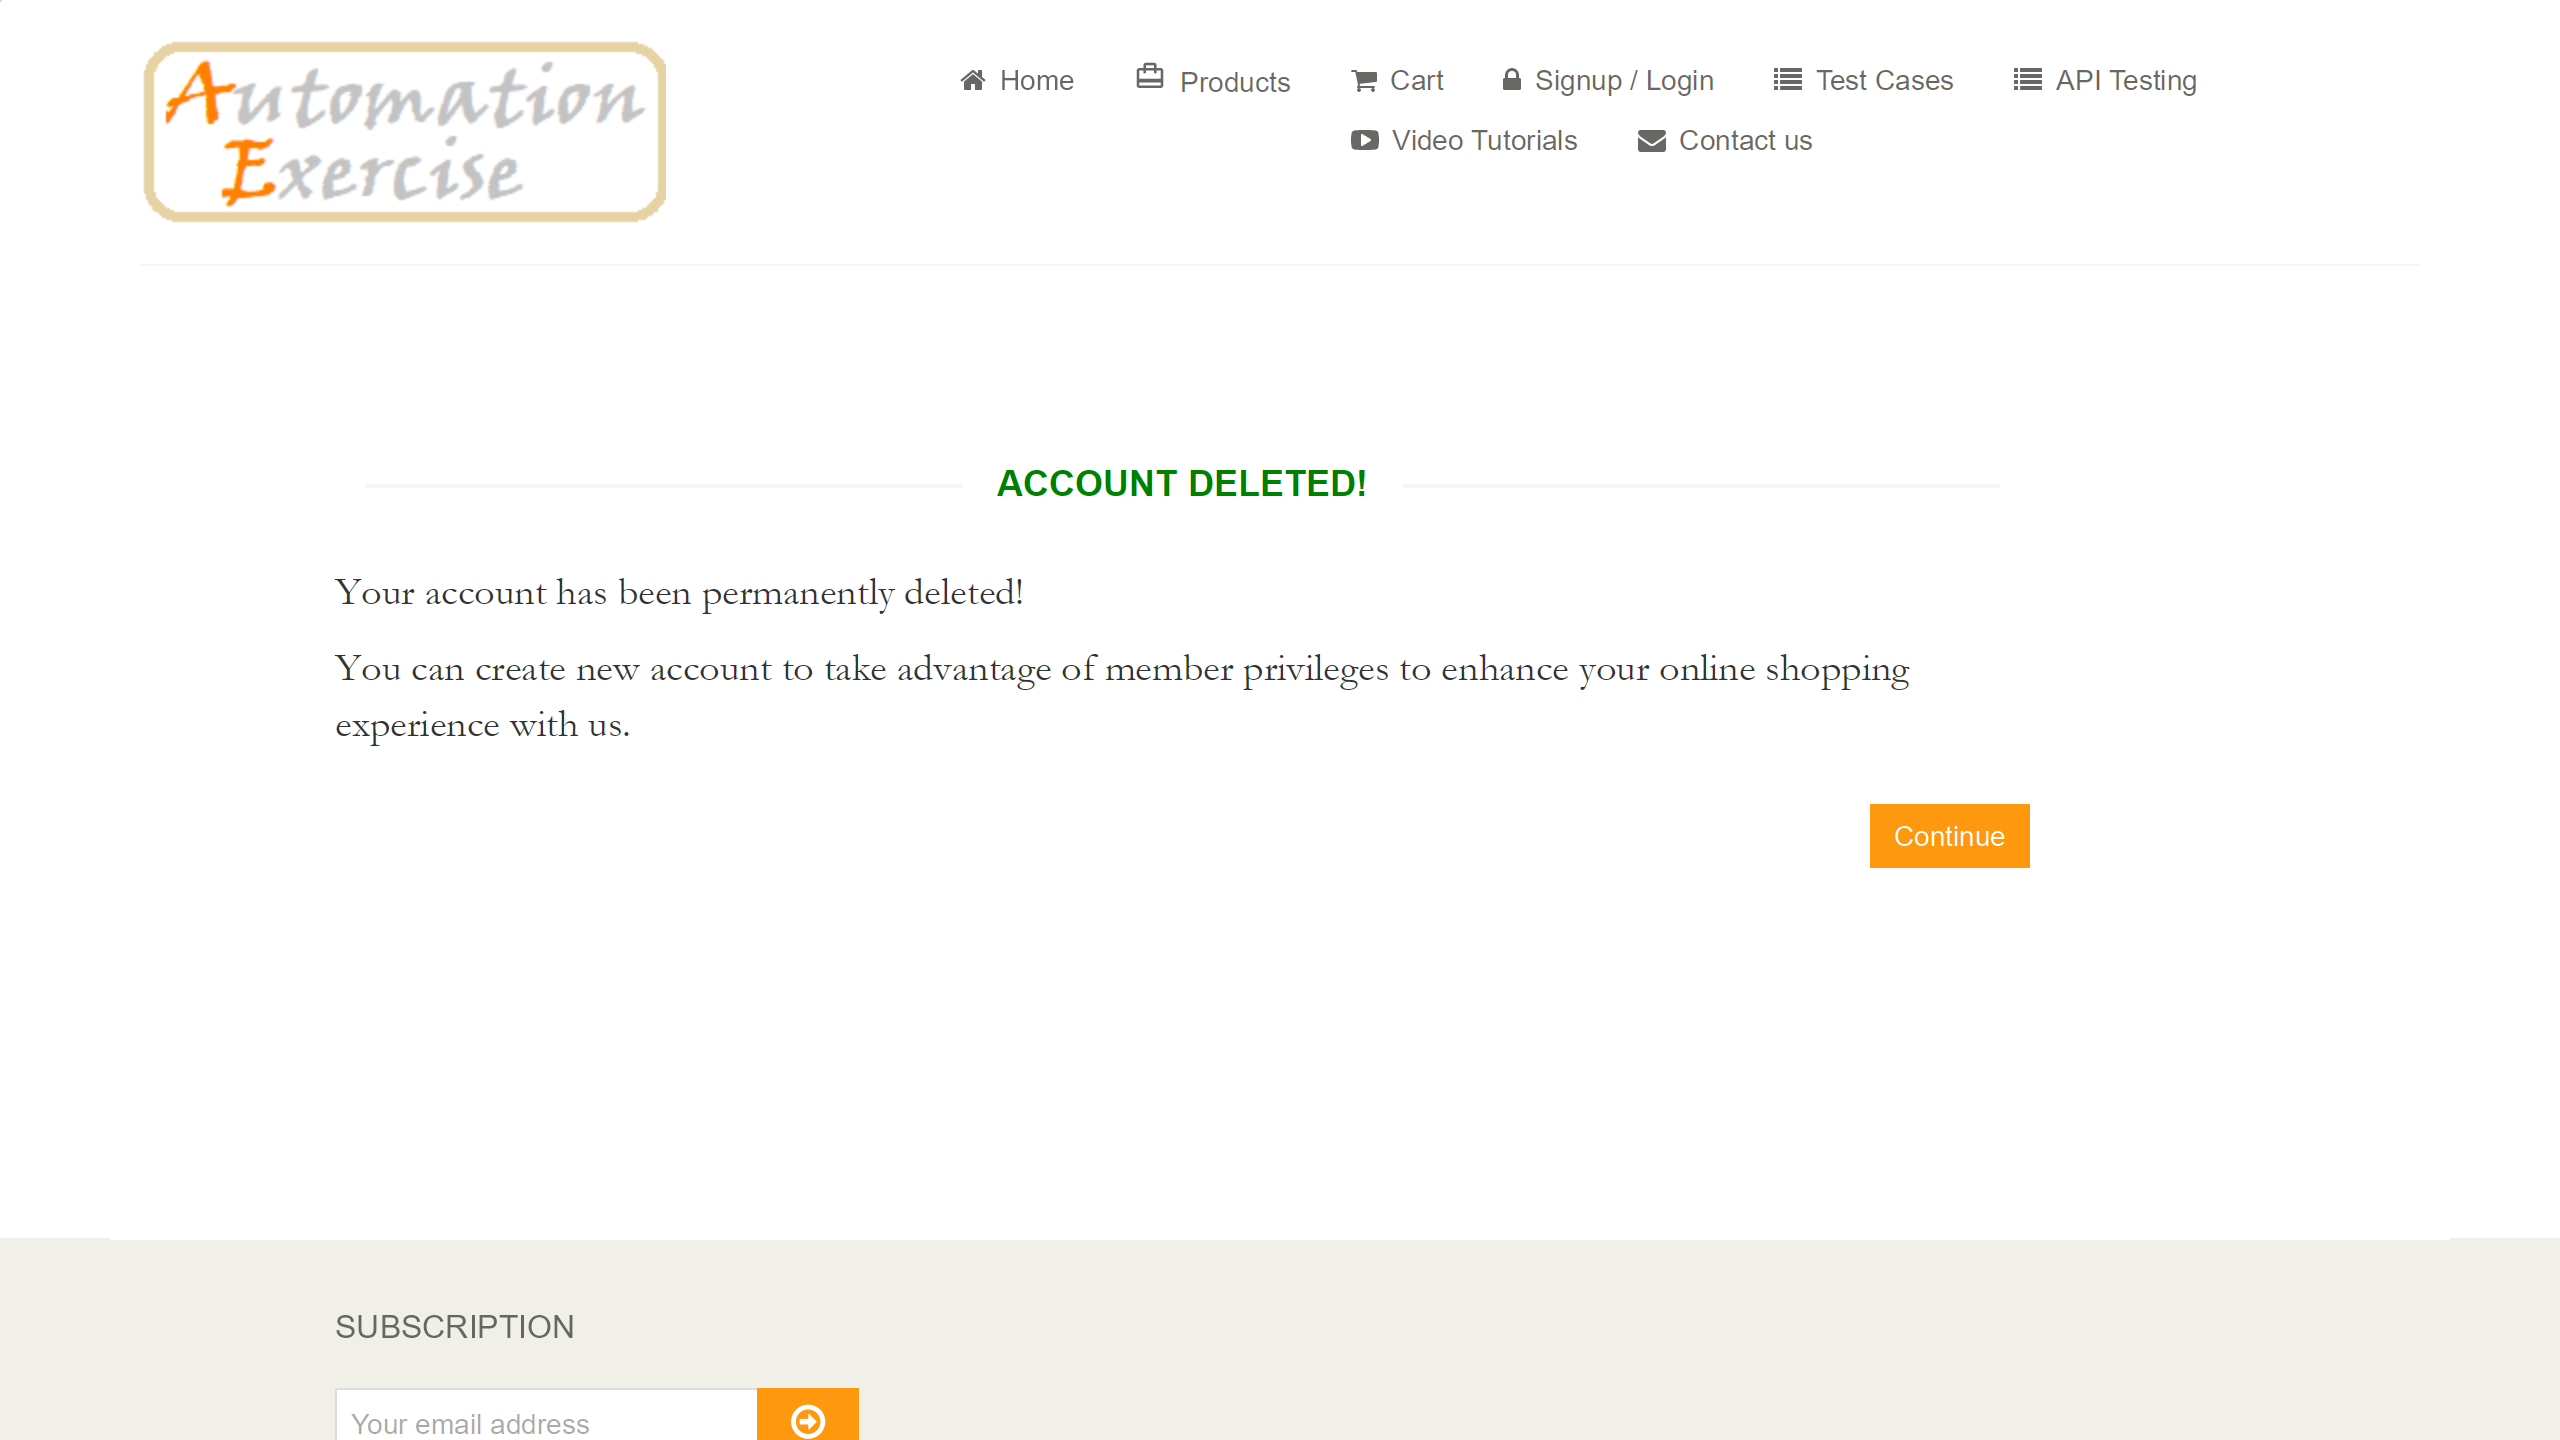 Automation
Exercise
Home
Products
Cart
Signup / Login
Test Cases
API Testing
Video Tutorials
Contact us
ACCOUNT DELETED!
Your account has been permanently deleted!
You can create new account to take advantage of member privileges to enhance your online shopping
experience with us.
Continue
SUBSCRIPTION
Your email address